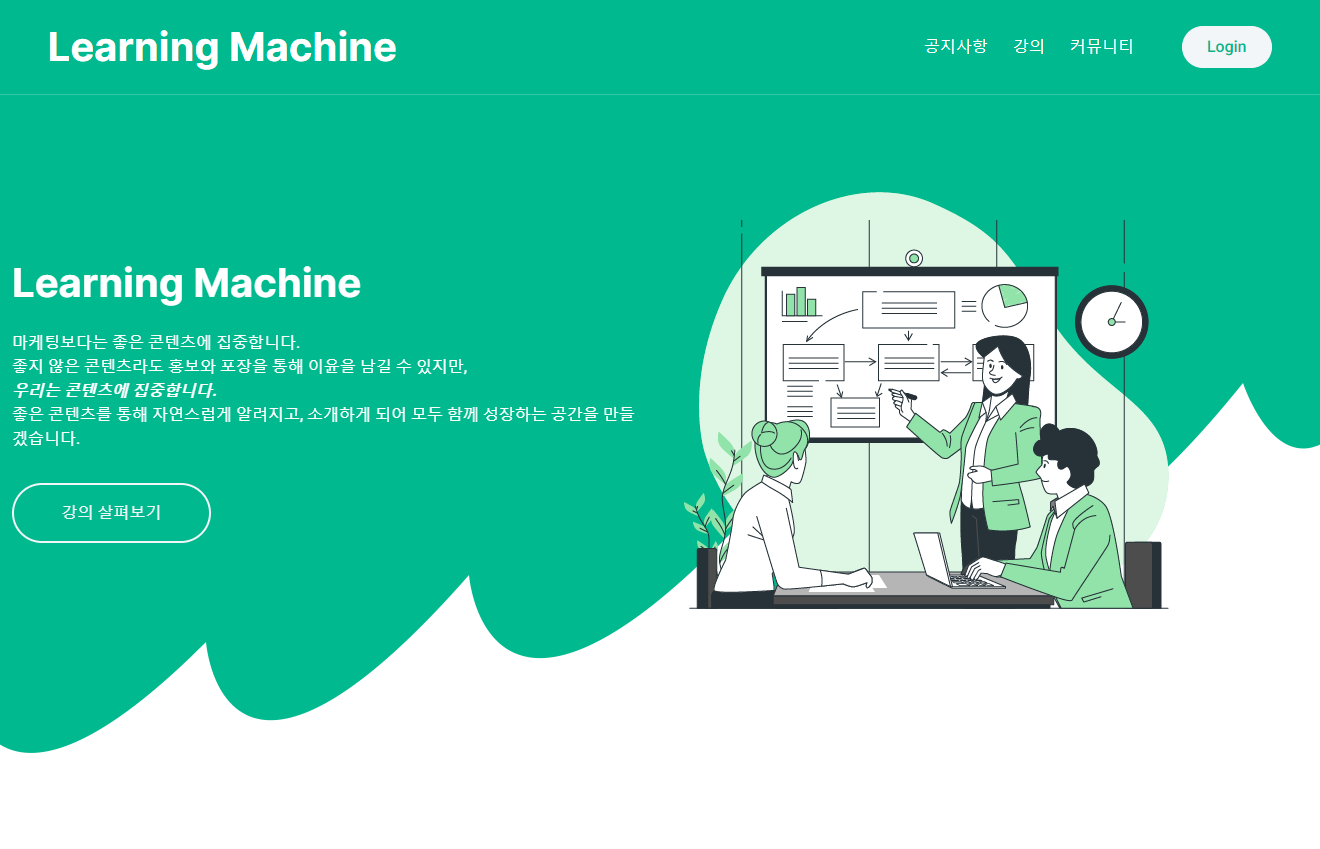 Learning Machine
공지사항 강의 커뮤니티 Login
Learning Machine
마케팅보다는 좋은 콘텐츠에 집중합니다.
좋지 않은 콘텐츠라도 홍보와 포장을 통해 이윤을 남길 수 있지만,
우리는 콘텐츠에 집중합니다.
좋은 콘텐츠를 통해 자연스럽게 알려지고, 소개하게 되어 모두 함께 성장하는 공간을 만들
겠습니다.
강의 살펴보기